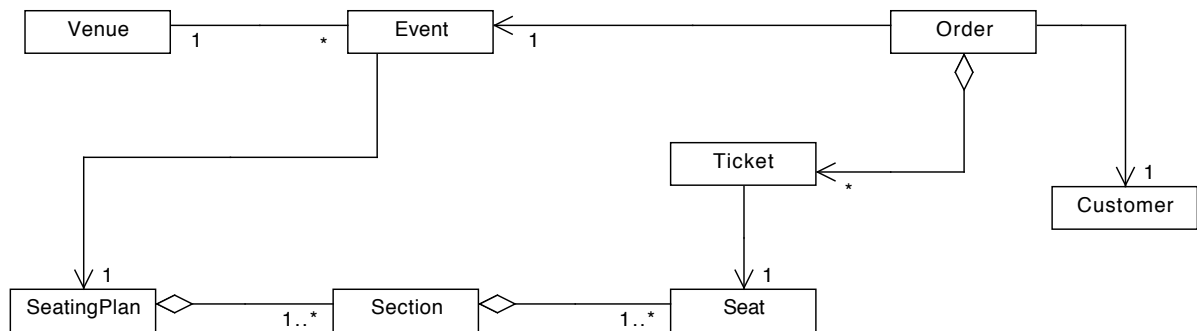 Venue
1
*
Event
1
Order
Ticket
*
1
Customer
1
SeatingPlan
1..*
Section
1..*
1
Seat